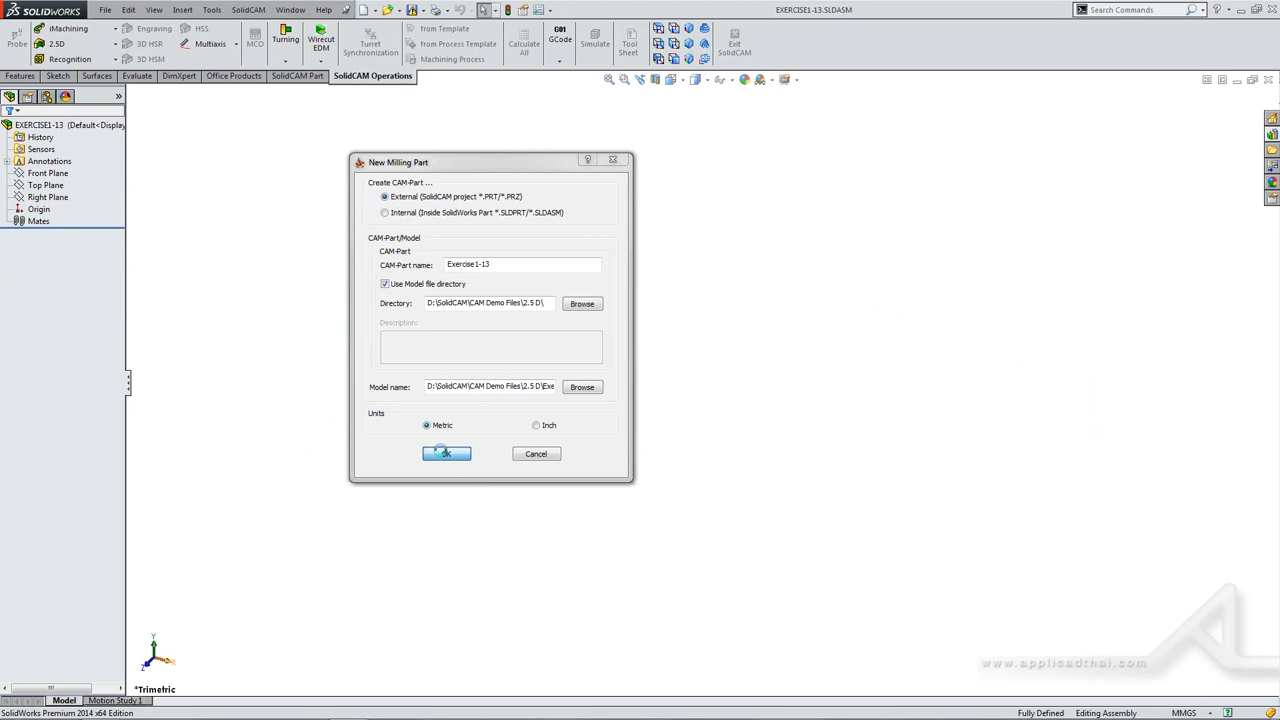 SOLIDWORKS File Edit View Insert Tools SolidCAM Window Help EXERCISE1-13.SLDASM Search Commands
iMachining Engraving HSS from Template
Probe 2.5D 3D HSR Multiaxis MCO Turning Wirecut EDM Turret Synchronization from Process Template Calculate All GCode Simulate Tool Sheet Exit SolidCAM
Recognition 3D HSM Machining Process
Features Sketch Surfaces Evaluate DimXpert Office Products SolidCAM Part SolidCAM Operations
EXERCISE1-13 (Default<Display
History
Sensors
Annotations
Front Plane
Top Plane
Right Plane
Origin
Mates
New Milling Part
Create CAM-Part ...
External (SolidCAM project *.PRT/*.PRZ)
Internal (Inside SolidWorks Part *.SLDPRT/*.SLDASM)
CAM-Part/Model
CAM-Part
CAM-Part name: Exercise1-13
Use Model file directory
Directory: D:\SolidCAM\CAM Demo Files\2.5 D\ Browse
Description:
Model name: D:\SolidCAM\CAM Demo Files\2.5 D\Exe Browse
Units
Metric Inch
OK Cancel
Y
Z X
www.applicadthai.com
*Trimetric
Model Motion Study 1
SolidWorks Premium 2014 x64 Edition Fully Defined Editing Assembly MMGS